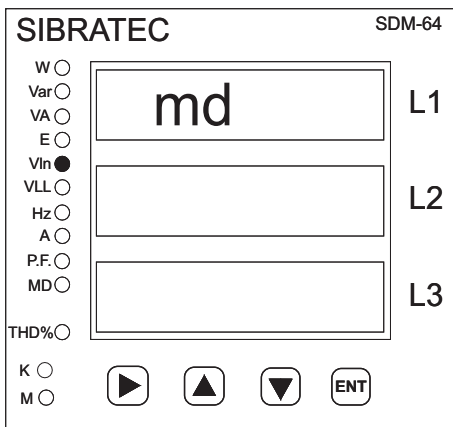 SIBRATEC SDM-64
W
Var
VA
E
Vln
VLL
Hz
A
P.F.
MD
THD%
K
M
md
L1
L2
L3
ENT